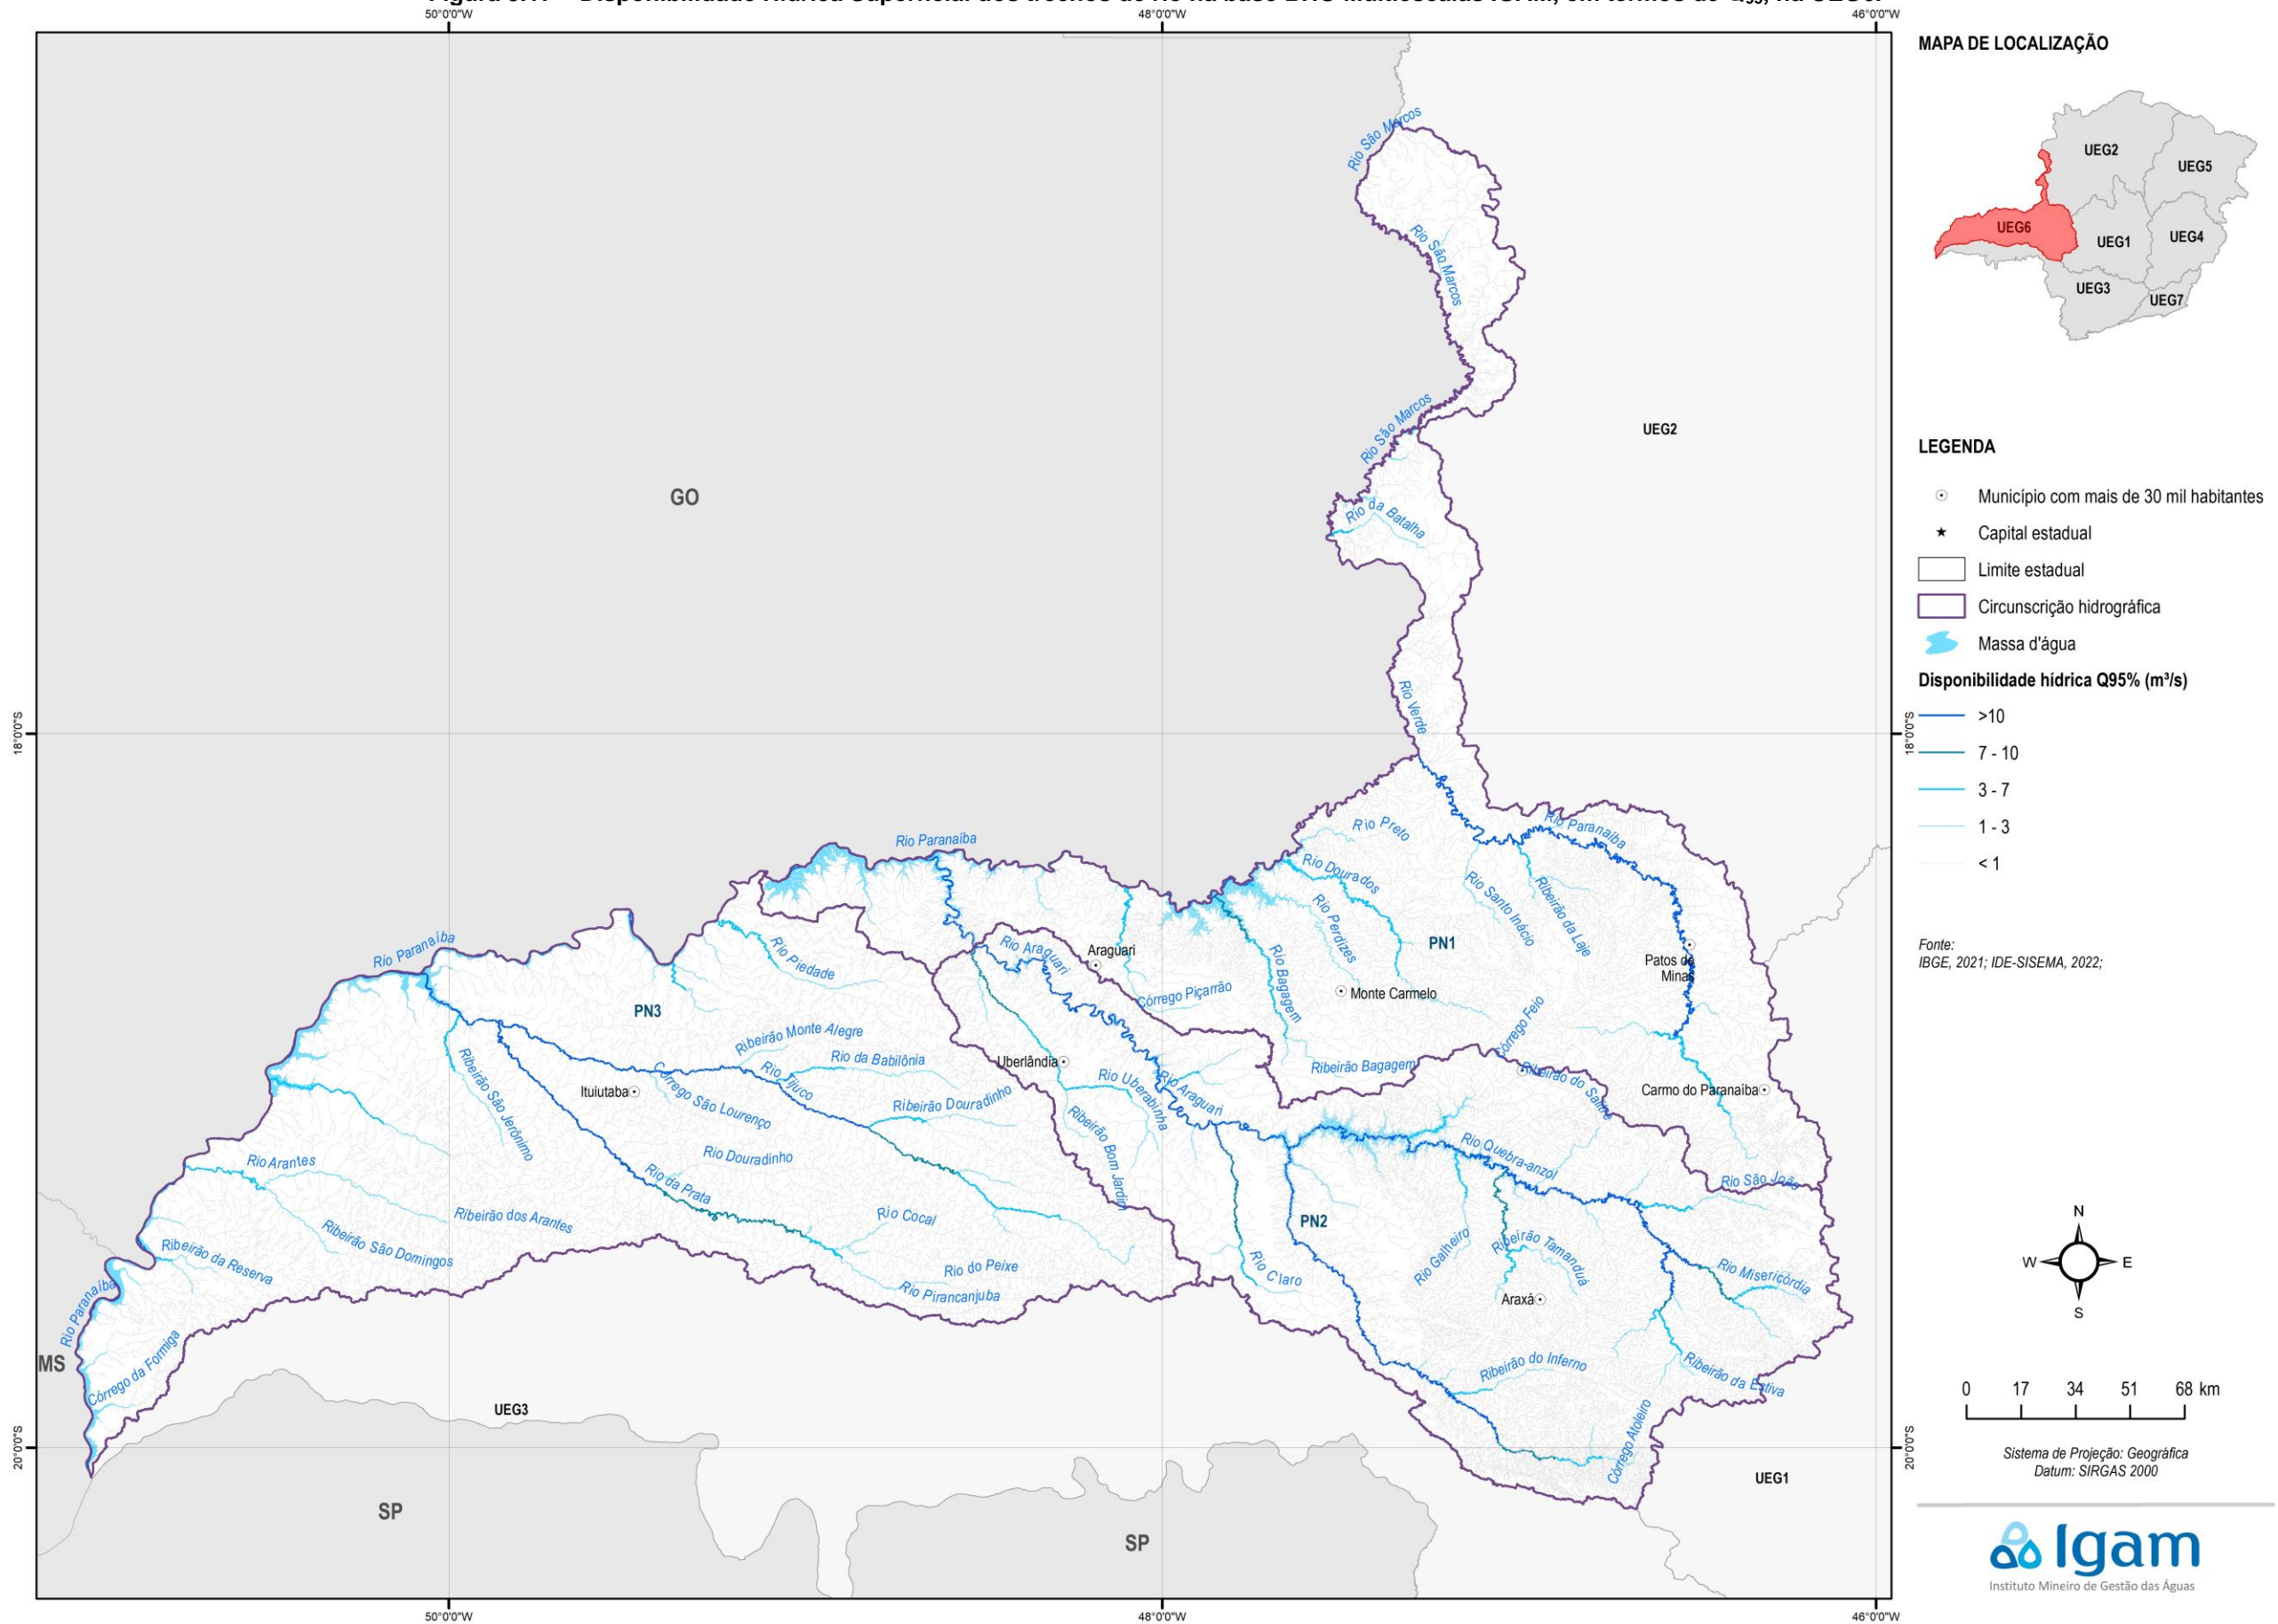 50°0'0"W
48°0'0"W
46°0'0"W
MAPA DE LOCALIZAÇÃO
UEG2
UEG5
UEG6
UEG1
UEG4
UEG3
UEG7
LEGENDA
Município com mais de 30 mil habitantes
Capital estadual
Limite estadual
Circunscrição hidrográfica
Massa d'água
Disponibilidade hídrica Q95% (m³/s)
>10
7 - 10
3 - 7
1 - 3
< 1
Fonte:
IBGE, 2021; IDE-SISEMA, 2022;
N
W
E
S
0 17 34 51 68 km
Sistema de Projeção: Geográfica
Datum: SIRGAS 2000
Igam
Instituto Mineiro de Gestão das Águas
Rio São Marcos
Rio São Marcos
Rio São Marcos
UEG2
GO
Rio da Batalha
Rio Verde
18°0'0"S
18°0'0"S
Rio Paranaíba
Rio Preto
Rio Paranaíba
Rio Dourados
Rio Santo Inácio
Ribeirão da Laje
Rio Perdizes
PN1
Rio Paranaíba
Rio Araguari
Araguari
Rio Piedade
Rio Bagagem
Patos de
Minas
Monte Carmelo
Córrego Piçarrão
PN3
Córrego Feio
Ribeirão Monte Alegre
Rio da Babilônia
Uberlândia
Ribeirão Bagagem
Ribeirão do Salitre
Carmo do Paranaíba
Ribeirão São Jerônimo
Ituiutaba
Córrego São Lourenço
Rio Tijuco
Ribeirão Douradinho
Rio Uberabinha
Rio Araguari
Ribeirão Bom Jardim
Rio Quebra-anzol
Rio Arantes
Rio Douradinho
Rio da Prata
Rio São João
Ribeirão dos Arantes
Rio Cocal
PN2
Ribeirão São Domingos
Ribeirão da Reserva
Rio do Peixe
Rio Pirancanjuba
Rio Claro
Rio Galheiro
Ribeirão Tamanduá
Rio Misericórdia
Araxá
Rio Paranaíba
MS
Córrego da Formiga
Ribeirão do Inferno
Ribeirão da Estiva
UEG3
Córrego Atoleiro
20°0'0"S
20°0'0"S
UEG1
SP
SP
50°0'0"W
48°0'0"W
46°0'0"W